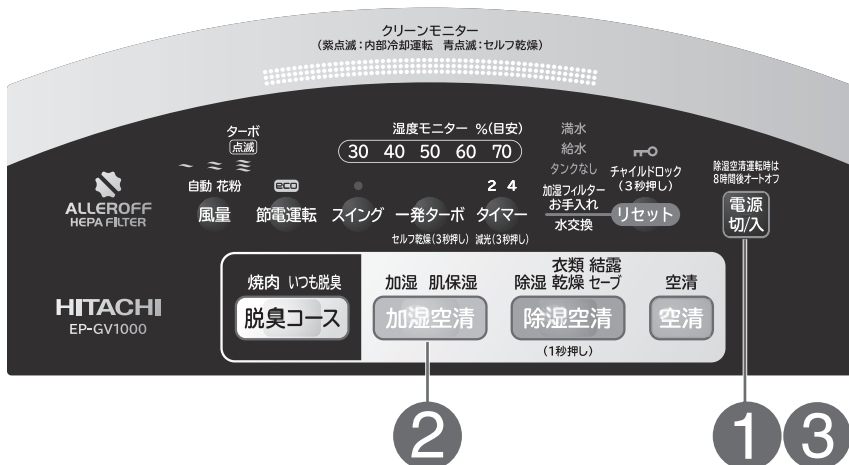 クリーンモニター
(紫点滅：内部冷却運転 青点滅：セルフ乾燥)
ターボ
点滅
自動 花粉
風量
eco
節電運転
スイング
一発ターボ
セルフ乾燥(3秒押し)
湿度モニター %(目安)
30 40 50 60 70
2 4
タイマー
減光(3秒押し)
満水
給水
タンクなし
加湿フィルター
お手入れ
水交換
チャイルドロック
(3秒押し)
リセット
除湿空清運転時は
8時間後オートオフ
電源
切/入
ALLEROFF
HEPA FILTER
HITACHI
EP-GV1000
焼肉 いつも脱臭
脱臭コース
加湿 肌保湿
加湿空清
除湿 衣類乾燥 結露セーブ
除湿空清
(1秒押し)
空清
空清
2
1 3